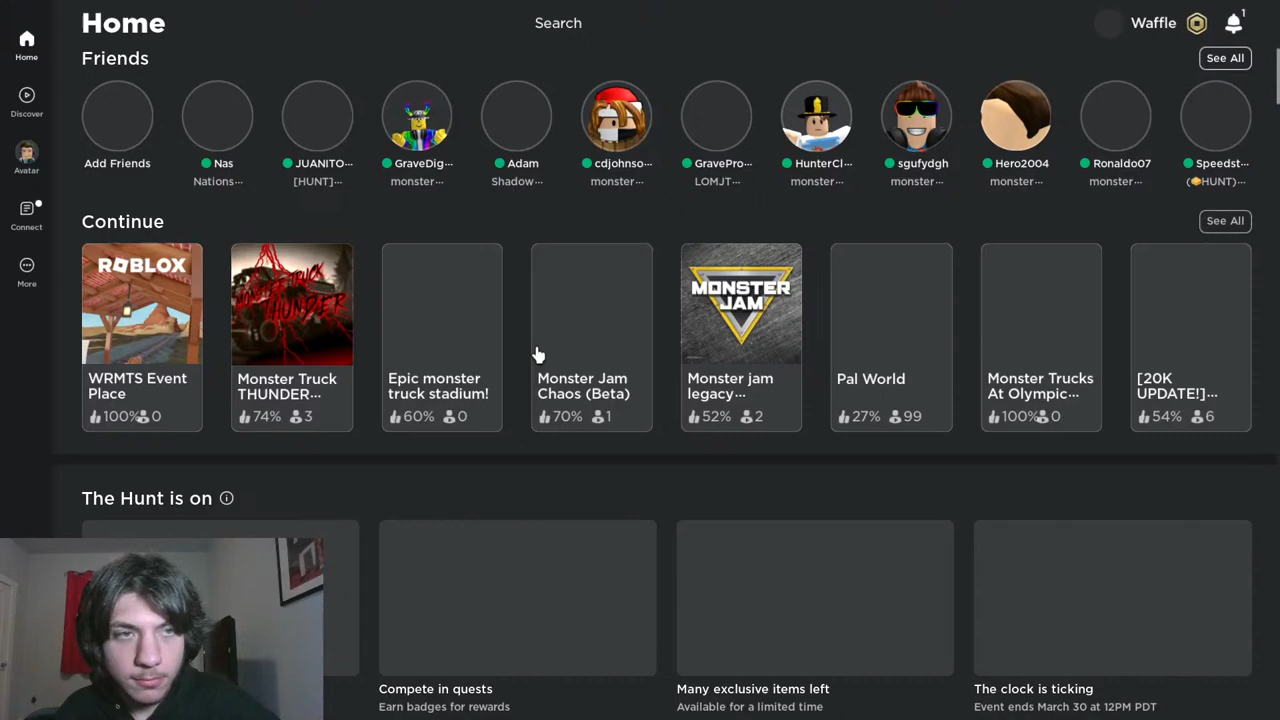 Home
Search
Waffle
1
Friends
See All
Add Friends
Nas
JUANITO···
GraveDig···
Adam
cdjohnso···
GravePro···
HunterCl···
sgufydgh
Hero2004
Ronaldo07
Speedst···
Nations···
[HUNT]···
monster···
Shadow···
monster···
LOMJT···
monster···
monster···
monster···
monster···
(HUNT)···
Home
Discover
Avatar
Connect
More
Continue
See All
ROBLOX
WRMTS Event
Place
100% 0
MONSTER TRUCK
THUNDER
Monster Truck
THUNDER···
74% 3
Epic monster
truck stadium!
60% 0
Monster Jam
Chaos (Beta)
70% 1
MONSTER
JAM
Monster jam
legacy···
52% 2
Pal World
27% 99
Monster Trucks
At Olympic···
100% 0
[20K
UPDATE!]···
54% 6
The Hunt is on
Compete in quests
Earn badges for rewards
Many exclusive items left
Available for a limited time
The clock is ticking
Event ends March 30 at 12PM PDT